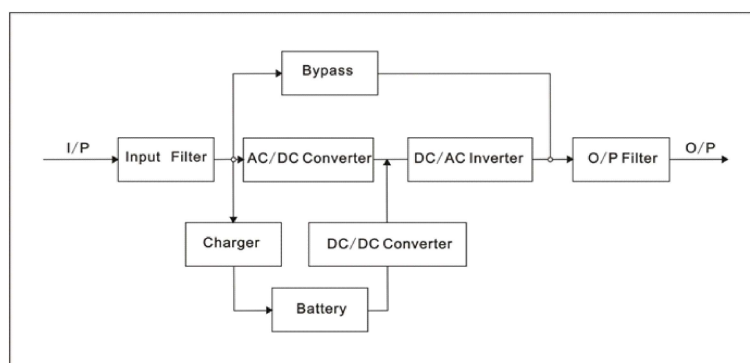 Bypass
I/P
Input Filter
AC/DC Converter
DC/AC Inverter
O/P Filter
O/P
Charger
DC/DC Converter
Battery